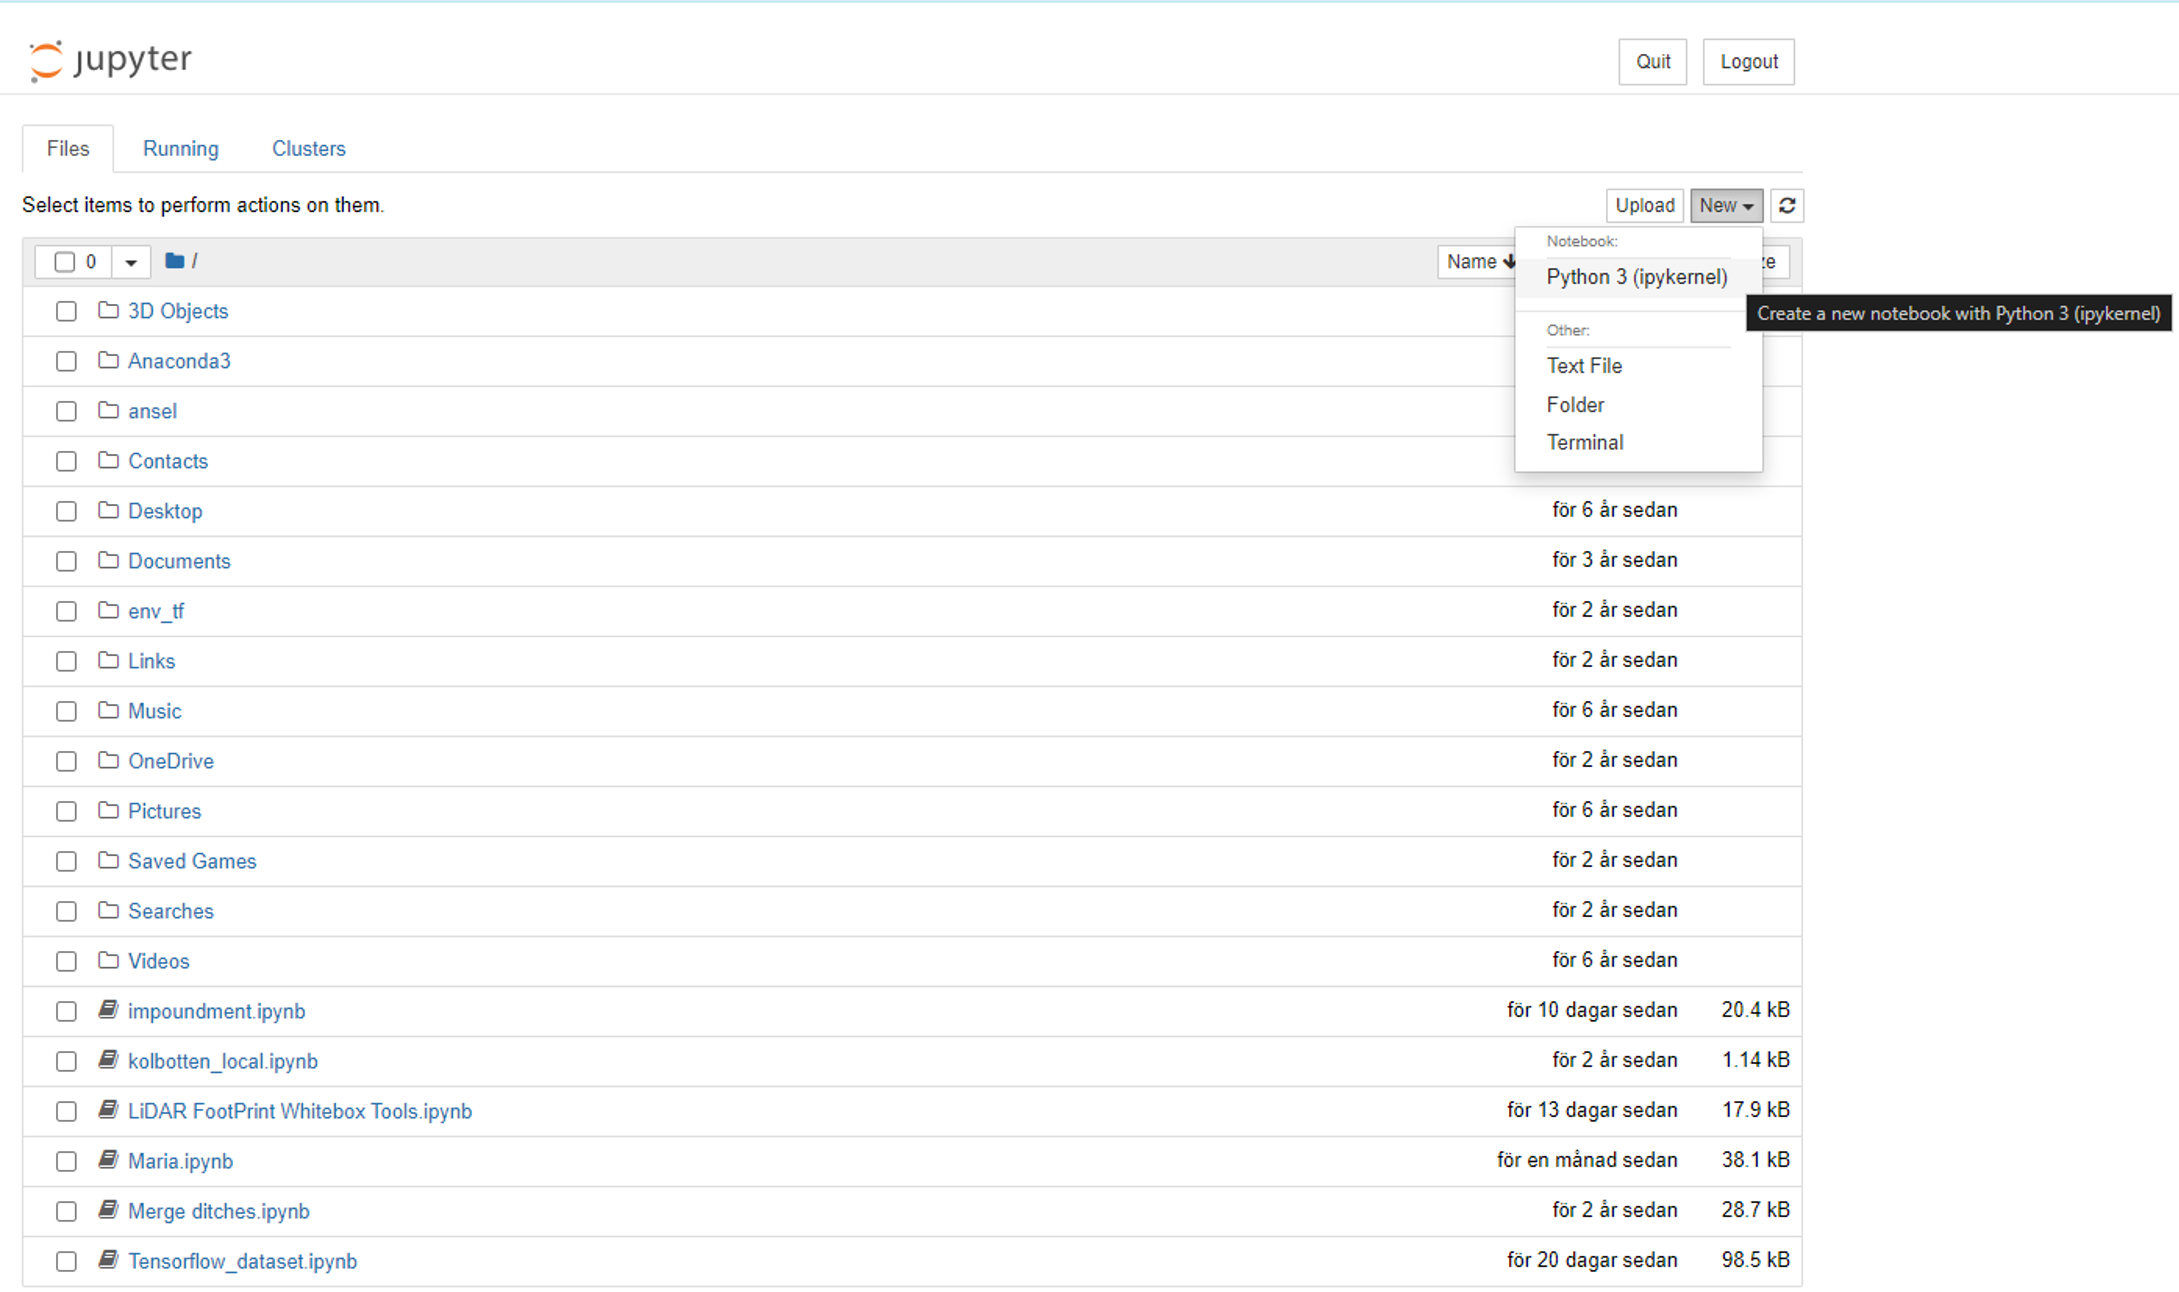 jupyter
Quit Logout
Files Running Clusters
Select items to perform actions on them.
Upload New
0 /
Name
Notebook:
Python 3 (ipykernel)
Create a new notebook with Python 3 (ipykernel)
Other:
Text File
Folder
Terminal
3D Objects
Anaconda3
ansel
Contacts
Desktop för 6 år sedan
Documents för 3 år sedan
env_tf för 2 år sedan
Links för 2 år sedan
Music för 6 år sedan
OneDrive för 2 år sedan
Pictures för 6 år sedan
Saved Games för 2 år sedan
Searches för 2 år sedan
Videos för 6 år sedan
impoundment.ipynb för 10 dagar sedan 20.4 kB
kolbotten_local.ipynb för 2 år sedan 1.14 kB
LiDAR FootPrint Whitebox Tools.ipynb för 13 dagar sedan 17.9 kB
Maria.ipynb för en månad sedan 38.1 kB
Merge ditches.ipynb för 2 år sedan 28.7 kB
Tensorflow_dataset.ipynb för 20 dagar sedan 98.5 kB